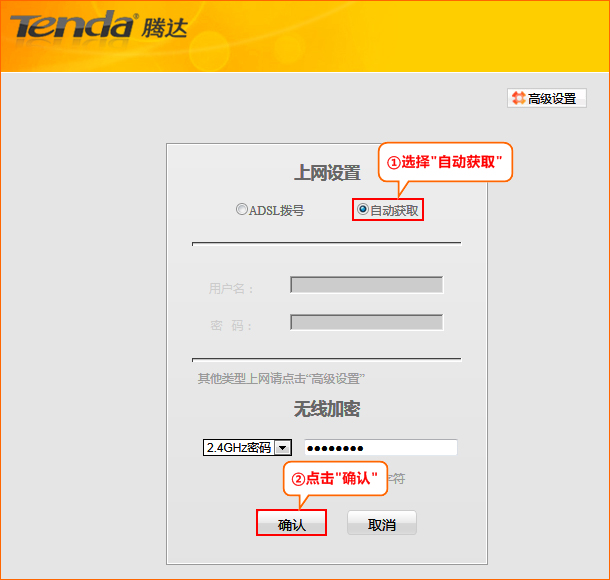 Tenda® 腾达
高级设置
①选择"自动获取"
上网设置
ADSL拨号 自动获取
用户名：
密 码：
其他类型上网请点击“高级设置”
无线加密
2.4GHz密码 ●●●●●●●●
②点击"确认"
字符
确认 取消